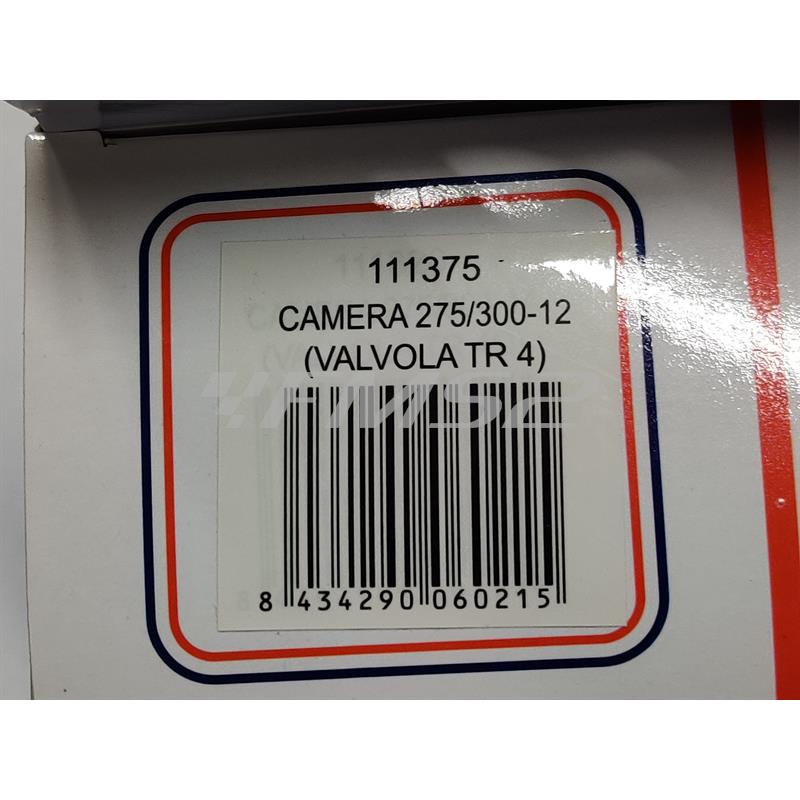 111375
CAMERA 275/300-12
(VALVOLA TR 4)
8 434290 060215